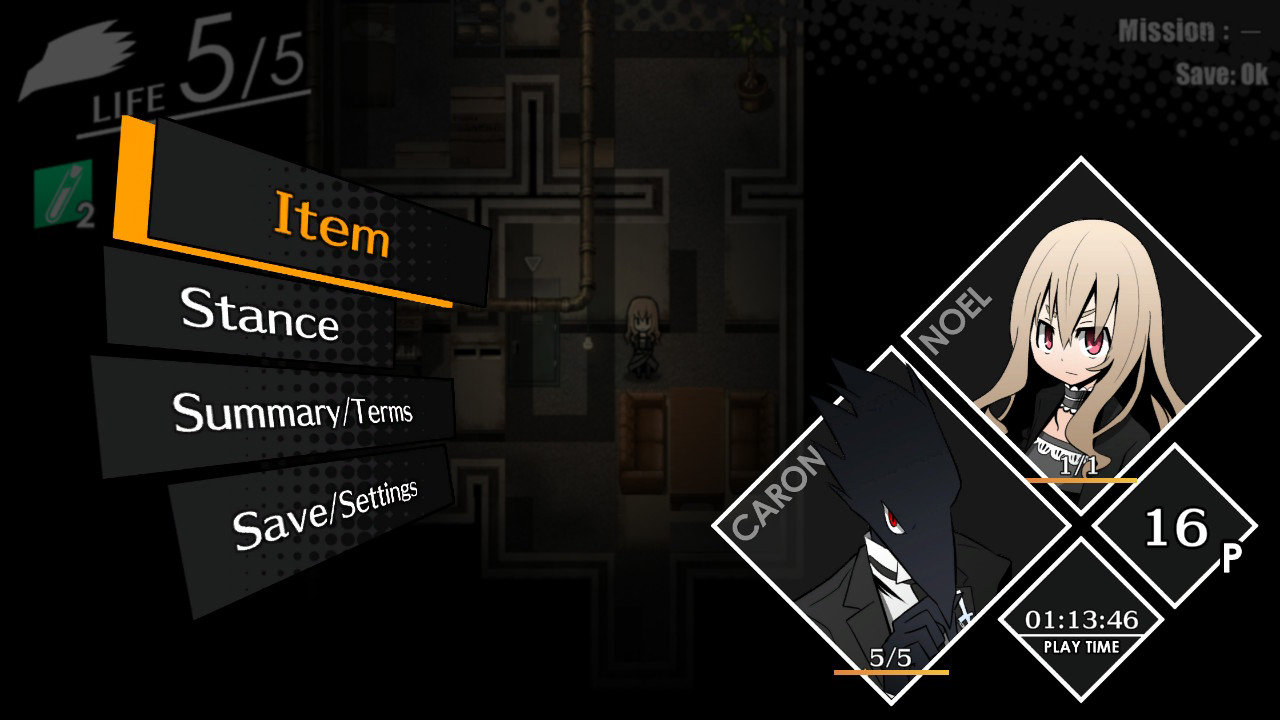 LIFE 5/5
Mission : —
Save: Ok
2
Item
Stance
Summary/Terms
Save/Settings
NOEL
1/1
CARON
5/5
16 P
01:13:46
PLAY TIME